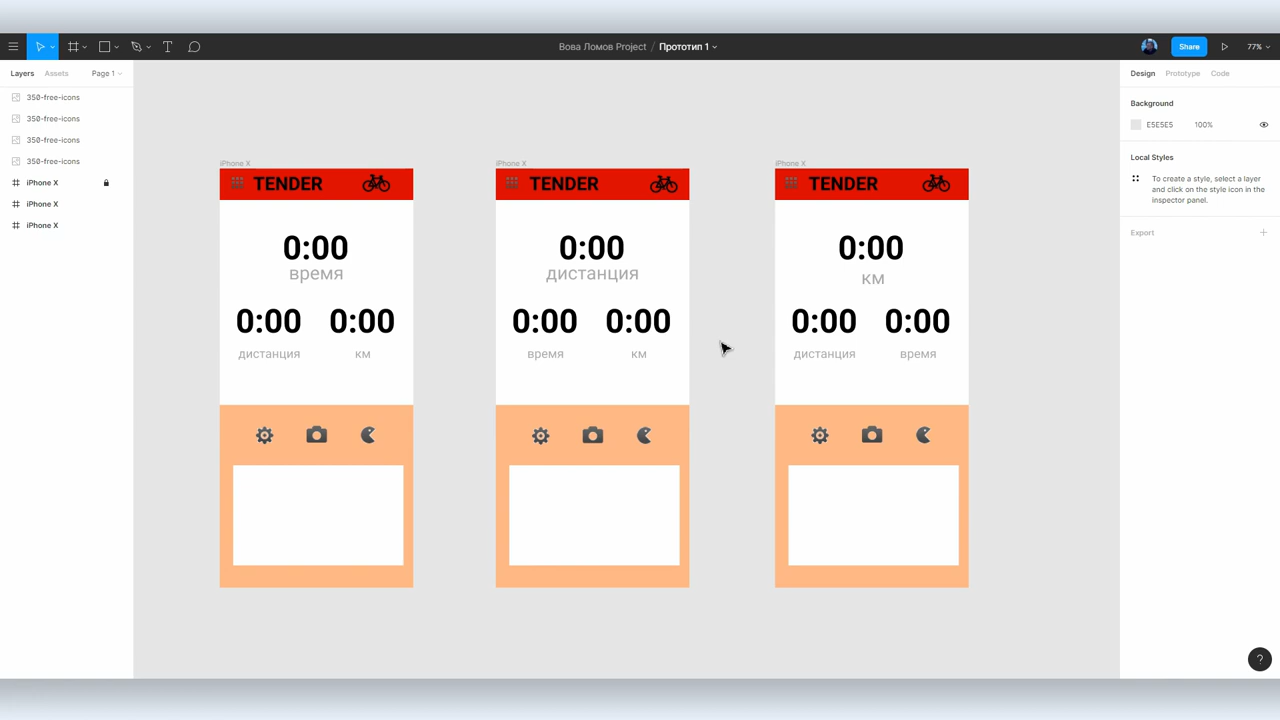 Вова Ломов Project / Протоtип 1
Share
77%
Layers
Assets
Page 1
350-free-icons
350-free-icons
350-free-icons
350-free-icons
iPhone X
iPhone X
iPhone X
iPhone X
TENDER
0:00
время
0:00 0:00
дистанция км
iPhone X
TENDER
0:00
дистанция
0:00 0:00
время км
iPhone X
TENDER
0:00
км
0:00 0:00
дистанция время
Design
Prototype
Code
Background
E5E5E5
100%
Local Styles
To create a style, select a layer
and click on the style icon in the
inspector panel.
Export
?